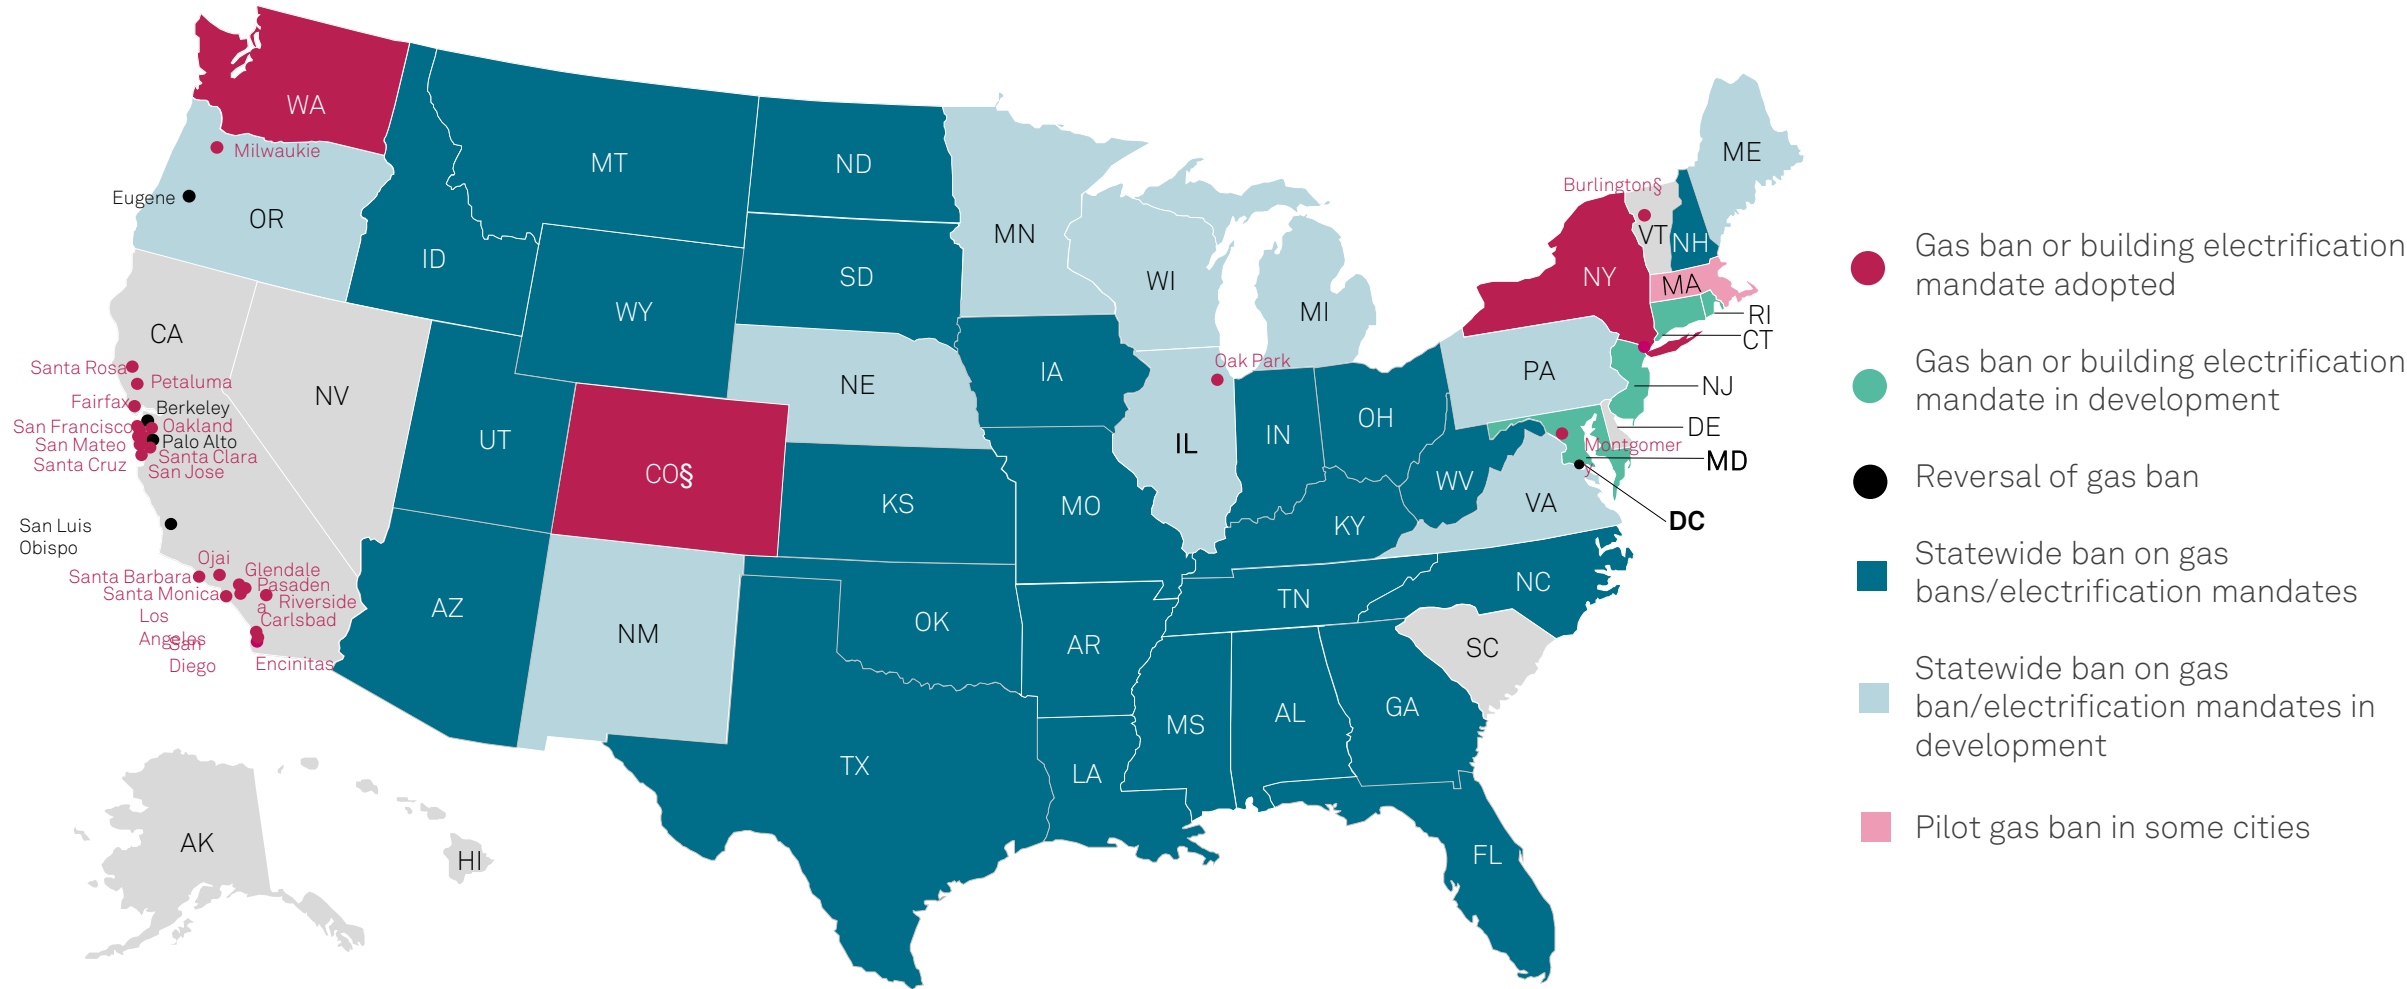 WA
Milwaukie
Eugene
OR
MT
ND
ID
SD
WY
MN
WI
MI
ME
Burlington§
VT
NH
NY
MA
RI
CT
NJ
PA
DE
Montgomer
y
MD
DC
CA
NV
Santa Rosa
Petaluma
Fairfax
Berkeley
San Francisco
Oakland
San Mateo
Palo Alto
Santa Clara
Santa Cruz
San Jose
San Luis
Obispo
Ojai
Glendale
Santa Barbara
Pasaden
a
Santa Monica
Riverside
Los
Angeles
Carlsbad
San
Diego
Encinitas
UT
CO§
NE
IA
Oak Park
IL
IN
OH
KS
MO
KY
WV
VA
AZ
NM
OK
AR
TN
NC
SC
MS
AL
GA
TX
LA
FL
AK
HI
Gas ban or building electrification
mandate adopted
Gas ban or building electrification
mandate in development
Reversal of gas ban
Statewide ban on gas
bans/electrification mandates
Statewide ban on gas
ban/electrification mandates in
development
Pilot gas ban in some cities